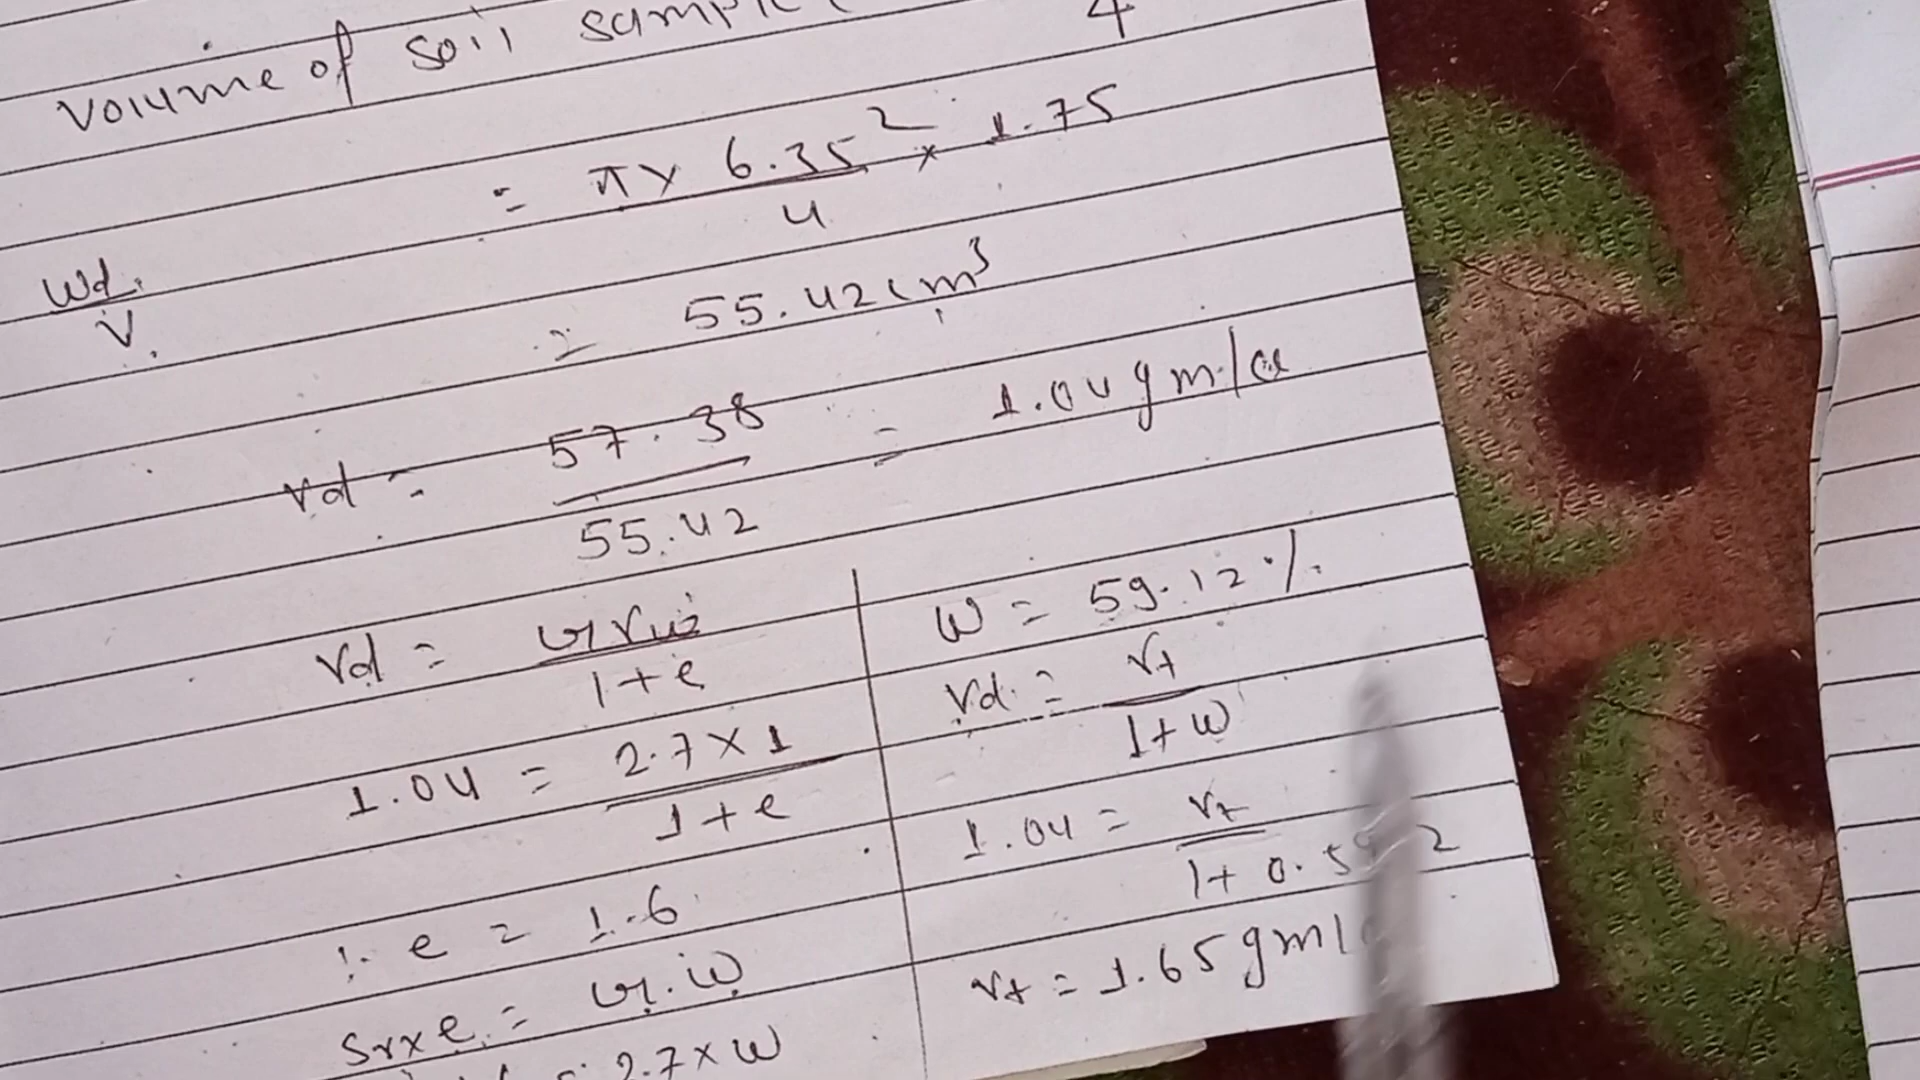 volume of soil sample
4
= π × 6.35² × 1.75
4
Wd.
V.
= 55.42 cm³
γd = 57.38 = 1.04 gm/cc
55.42
γd = G γw
1+e
1.04 = 2.7×1
1+e
∴ e = 1.6
Sr×e = G.w
2.7×w
w = 59.12%.
γd = γt
1+w
1.04 = γt
1+ 0.5912
γt = 1.65 gm/